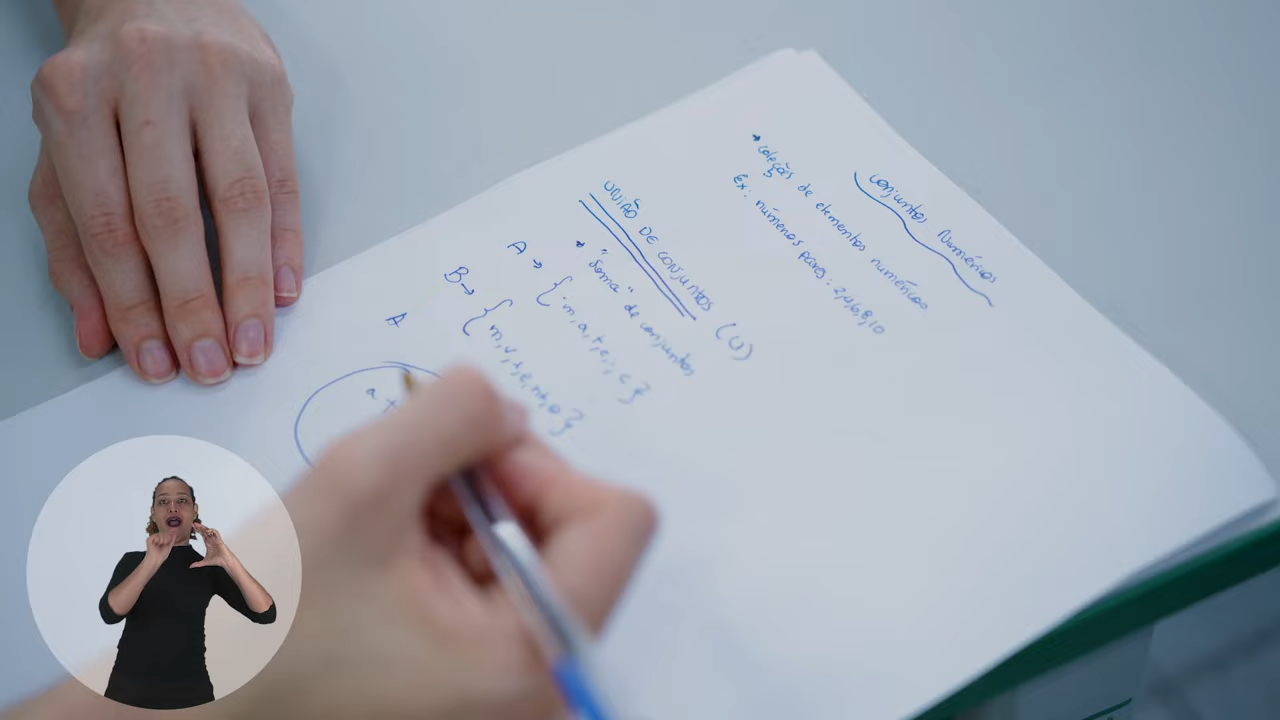 Conjuntos Numéricos
→ coleção de elementos numéricos
Ex. números pares: 2,4,6,8,10
UNIÃO DE CONJUNTOS (U)
→ "Soma" de conjuntos
A → {m, a, t, e, i, c}
B → {
A
a t